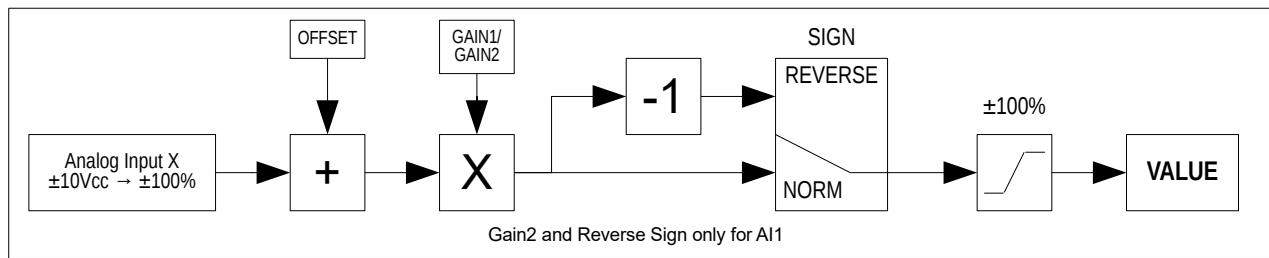 OFFSET
GAIN1/
GAIN2
SIGN
REVERSE
-1
±100%
Analog Input X
±10Vcc → ±100%
+
X
NORM
VALUE
Gain2 and Reverse Sign only for AI1